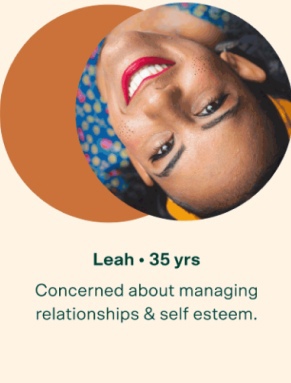 Leah • 35 yrs
Concerned about managing
relationships & self esteem.